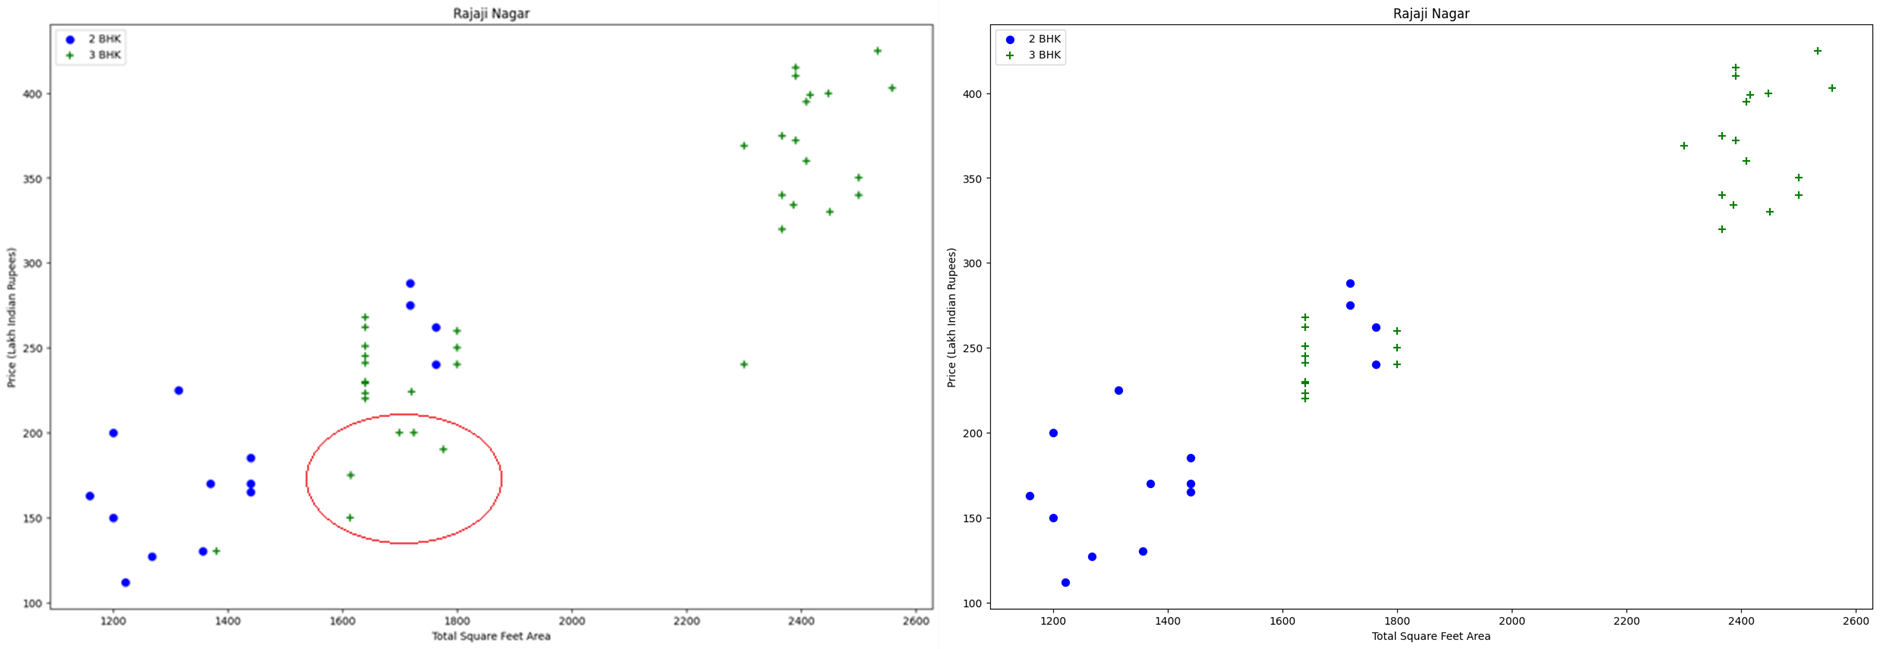 Rajaji Nagar
2 BHK
3 BHK
400
350
300
250
200
150
100
Price (Lakh Indian Rupees)
1200 1400 1600 1800 2000 2200 2400 2600
Total Square Feet Area
Rajaji Nagar
2 BHK
3 BHK
400
350
300
250
200
150
100
Price (Lakh Indian Rupees)
1200 1400 1600 1800 2000 2200 2400 2600
Total Square Feet Area